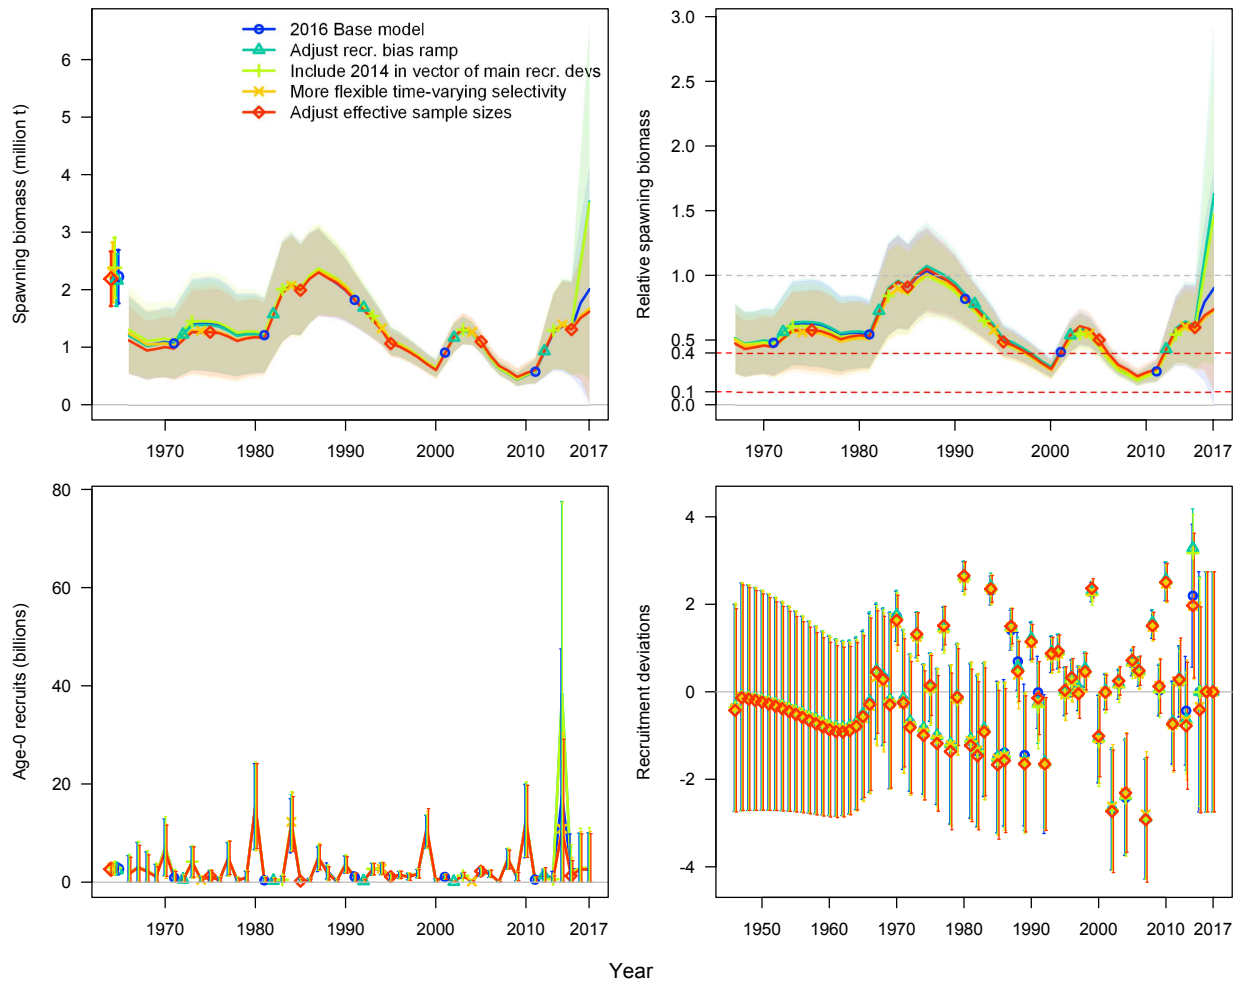 2016 Base model
Adjust recr. bias ramp
Include 2014 in vector of main recr. devs
More flexible time-varying selectivity
Adjust effective sample sizes
Spawning biomass (million t)
6
5
4
3
2
1
0
1970 1980 1990 2000 2010 2017
Relative spawning biomass
3.0
2.5
2.0
1.5
1.0
0.5
0.4
0.1
0.0
1970 1980 1990 2000 2010 2017
Age-0 recruits (billions)
80
60
40
20
0
1970 1980 1990 2000 2010 2017
Recruitment deviations
4
2
0
-2
-4
1950 1960 1970 1980 1990 2000 2010 2017
Year